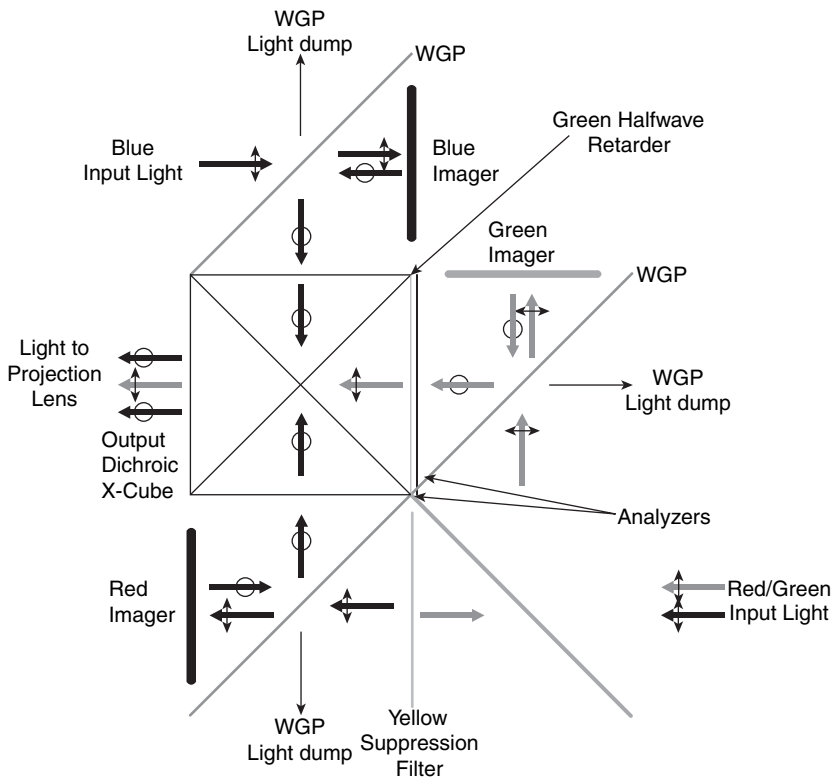 WGP
Light dump
WGP
Blue
Input Light
Blue
Imager
Green Halfwave
Retarder
Green
Imager
WGP
Light to
Projection
Lens
WGP
Light dump
Output
Dichroic
X-Cube
Analyzers
Red
Imager
Red/Green
Input Light
WGP
Light dump
Yellow
Suppression
Filter